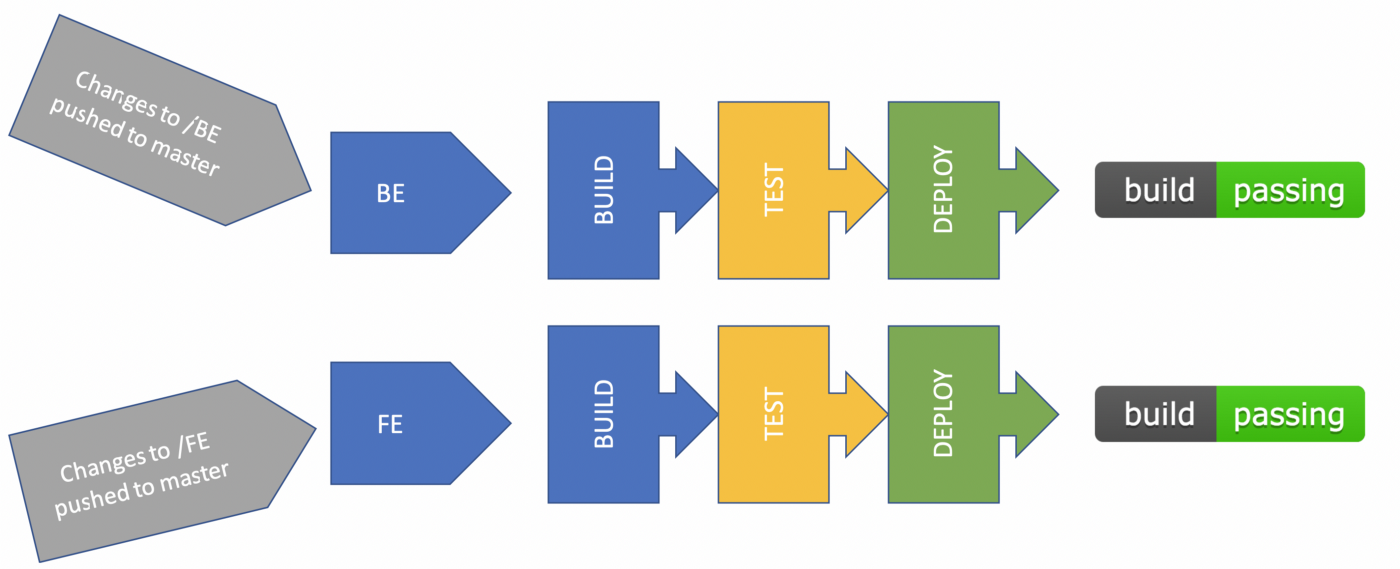 Changes to /BE
pushed to master
BE
BUILD
TEST
DEPLOY
build passing
Changes to /FE
pushed to master
FE
BUILD
TEST
DEPLOY
build passing